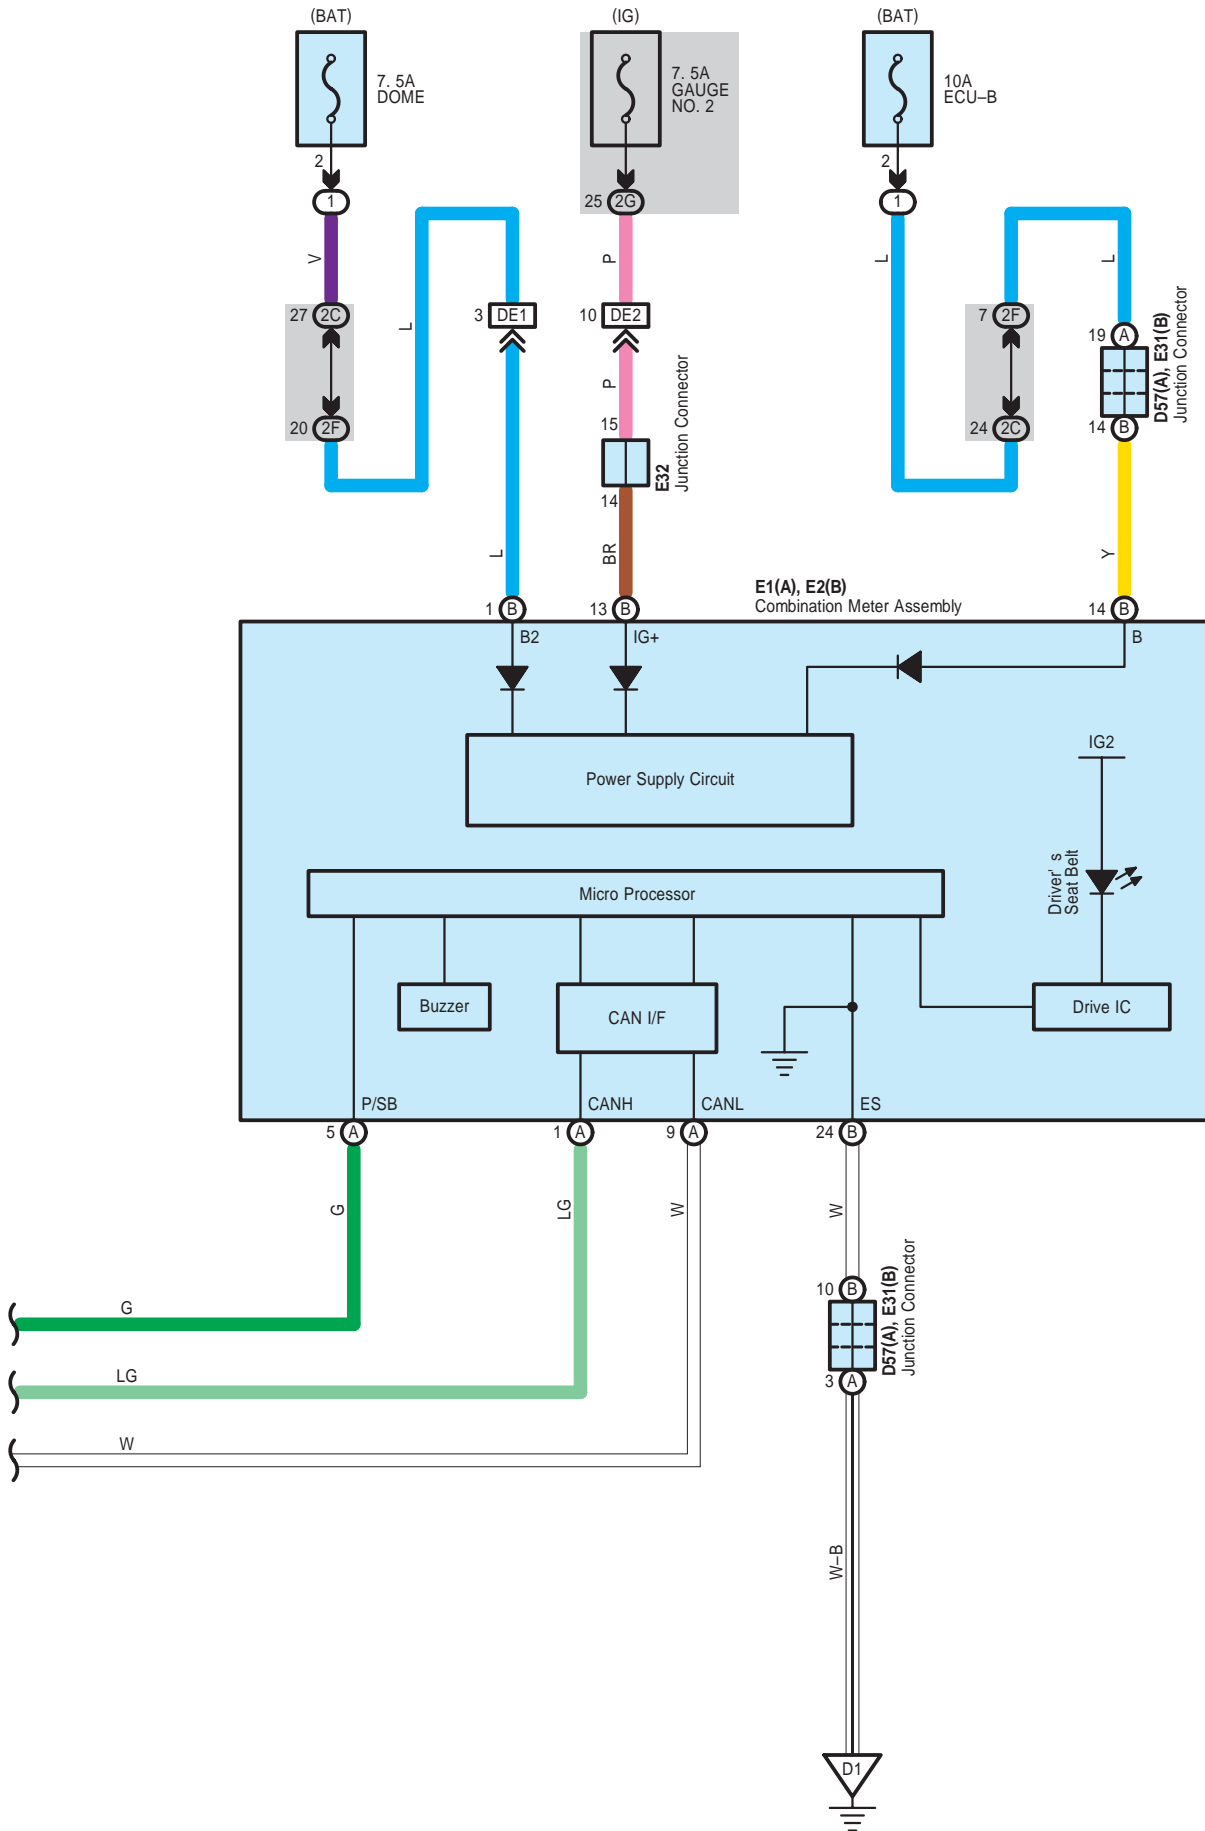 (BAT)
(IG)
(BAT)
7. 5A
DOME
7. 5A
GAUGE
NO. 2
10A
ECU–B
2
2
1
25
2G
1
V
L
P
L
L
27
2C
3
DE1
10
DE2
7
2F
19
A
D57(A), E31(B)
Junction Connector
P
15
E32
Junction Connector
14
20
2F
24
2C
14
B
L
BR
Y
E1(A), E2(B)
Combination Meter Assembly
1
B
13
B
14
B
B2
IG+
B
IG2
Power Supply Circuit
Driver' s
Seat Belt
Micro Processor
Buzzer
CAN I/F
Drive IC
P/SB
CANH
CANL
ES
5
A
1
A
9
A
24
B
G
LG
W
W
10
B
D57(A), E31(B)
Junction Connector
3
A
G
LG
W
W–B
D1